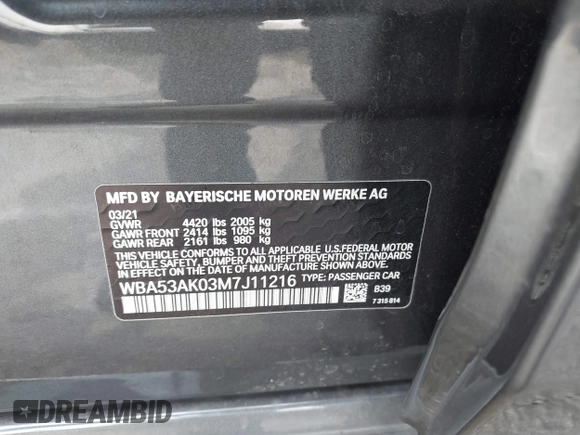 MFD BY BAYERISCHE MOTOREN WERKE AG
03/21
GVWR 4420 lbs 2005 kg
GAWR FRONT 2414 lbs 1095 kg
GAWR REAR 2161 lbs 980 kg
THIS VEHICLE CONFORMS TO ALL APPLICABLE U.S.FEDERAL MOTOR
VEHICLE SAFETY, BUMPER AND THEFT PREVENTION STANDARDS
IN EFFECT ON THE DATE OF MANUFACTURE SHOWN ABOVE.
WBA53AK03M7J11216 TYPE: PASSENGER CAR
B39
7 315 814
DREAMBID